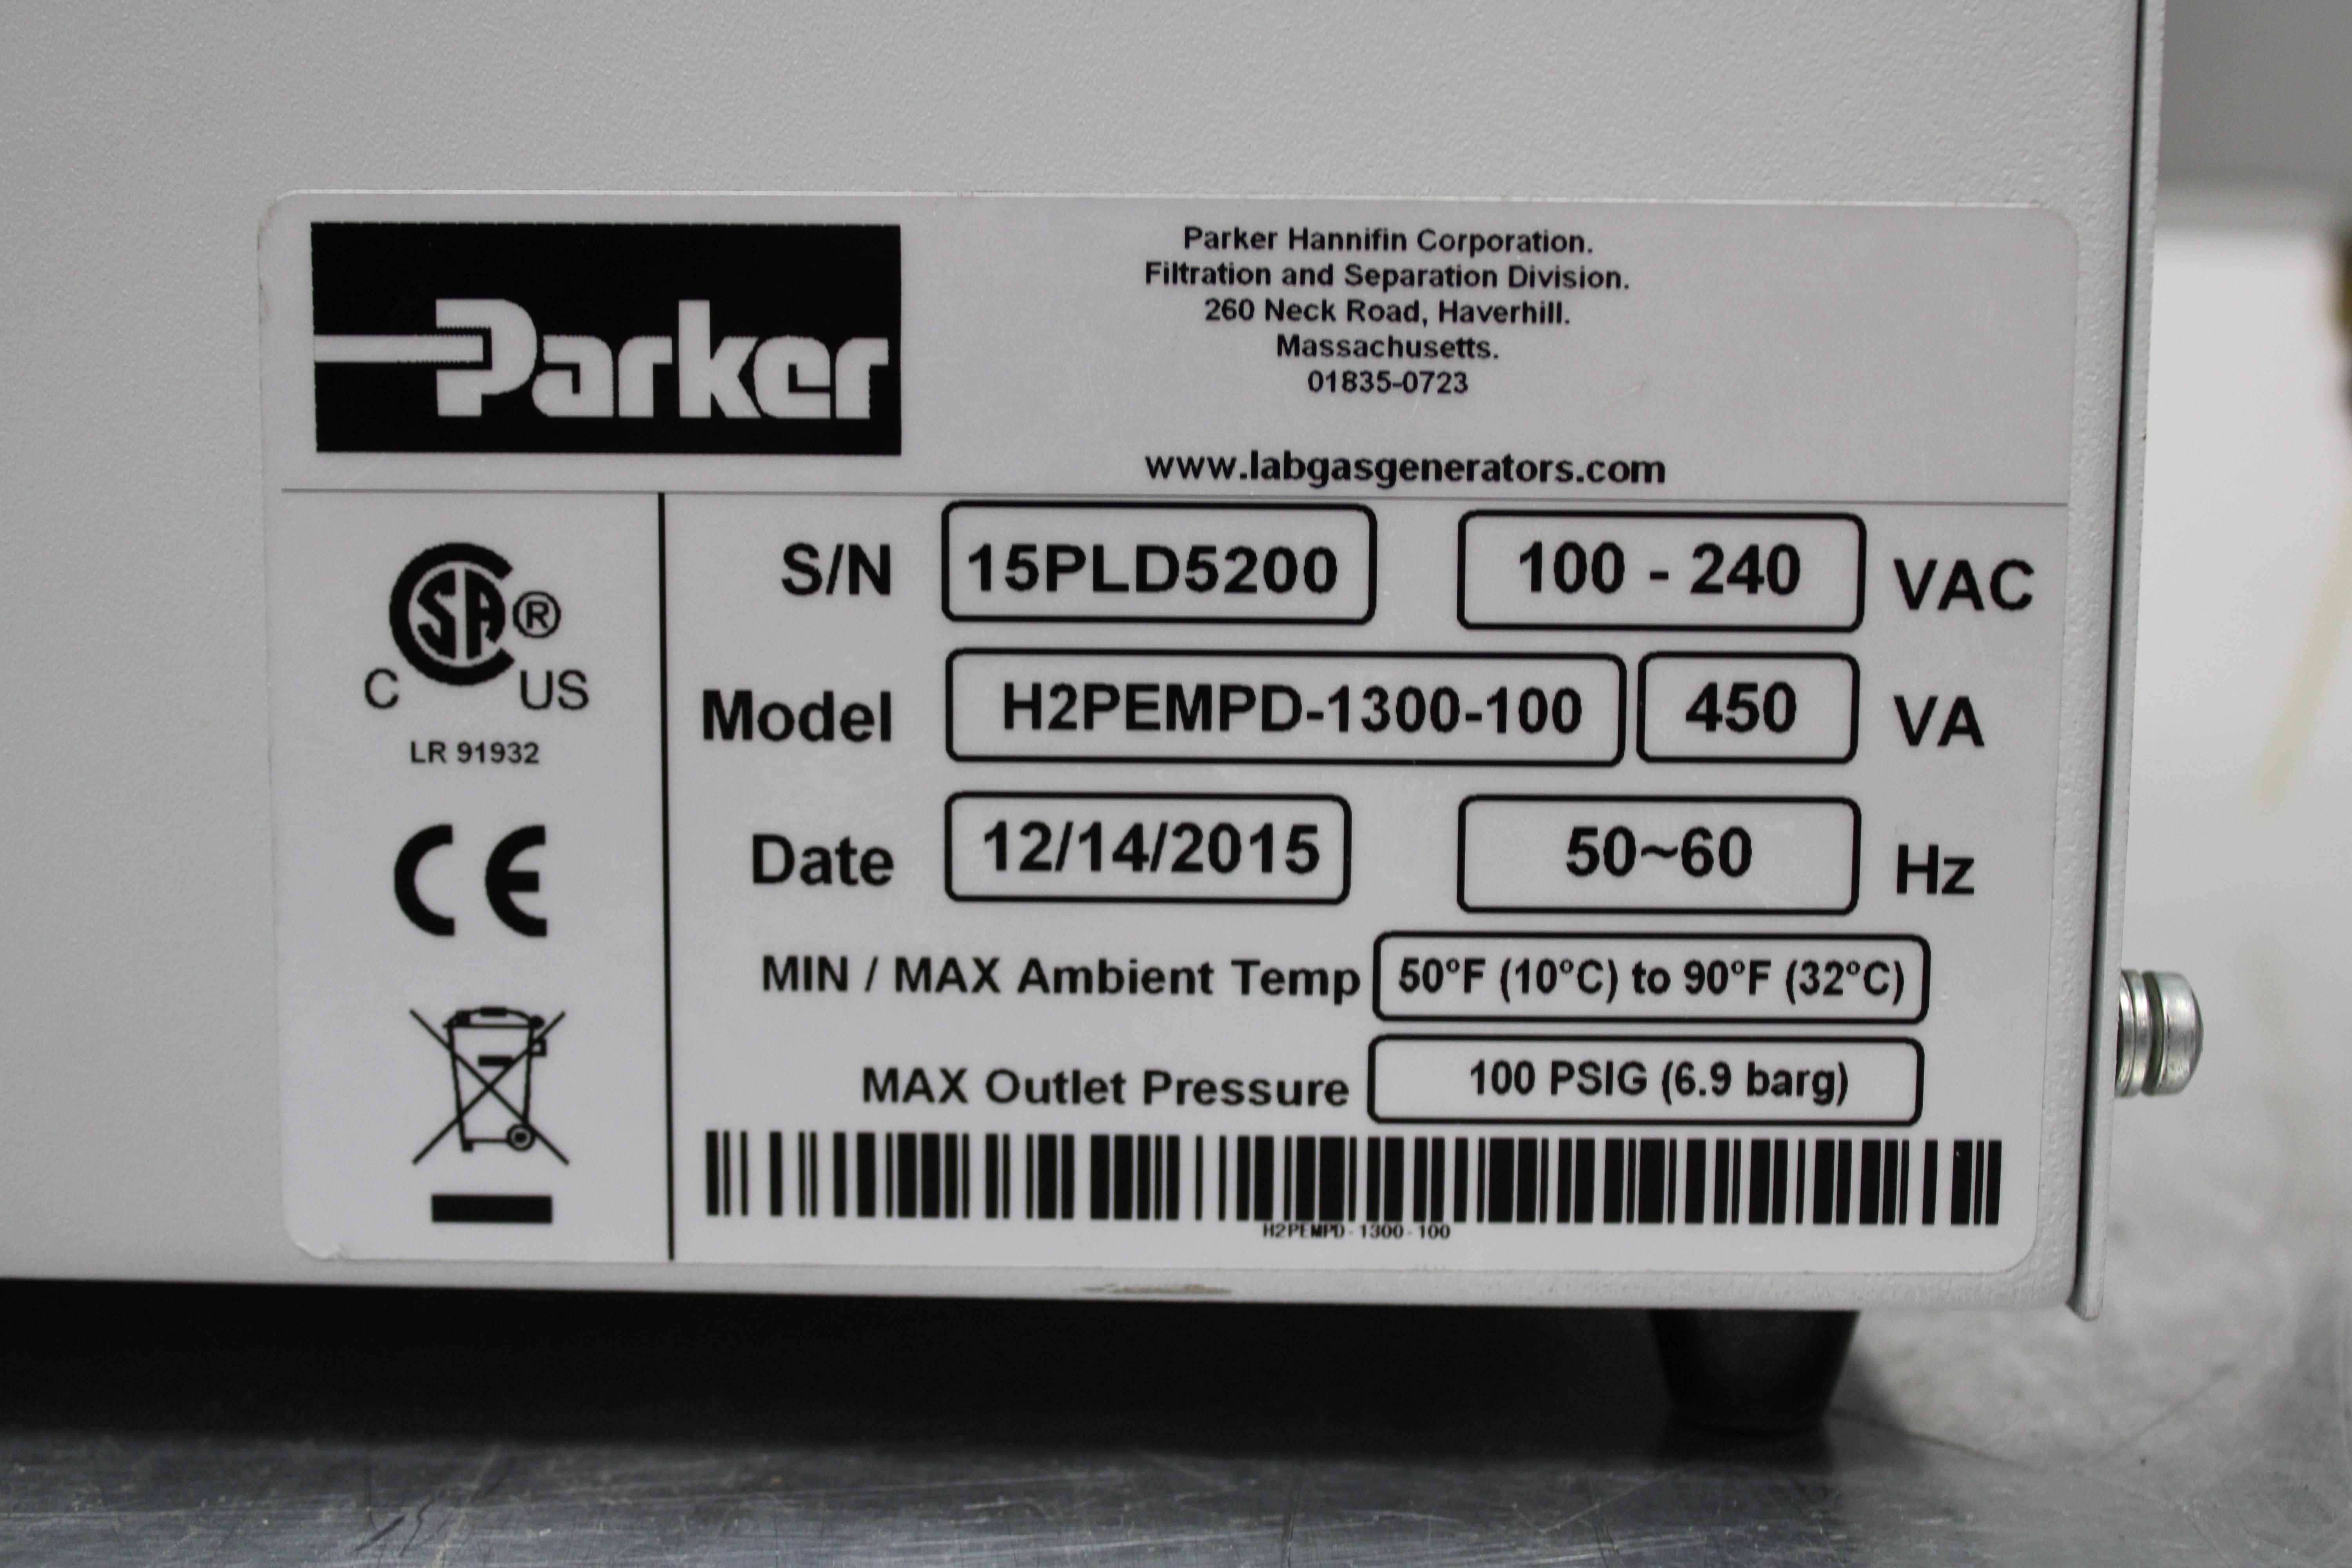 Parker
Parker Hannifin Corporation.
Filtration and Separation Division.
260 Neck Road, Haverhill.
Massachusetts.
01835-0723
www.labgasgenerators.com
SA®
C US
LR 91932
CE
S/N 15PLD5200 100 - 240 VAC
Model H2PEMPD-1300-100 450 VA
Date 12/14/2015 50~60 Hz
MIN / MAX Ambient Temp 50°F (10°C) to 90°F (32°C)
MAX Outlet Pressure 100 PSIG (6.9 barg)
H2PEMPD-1300-100